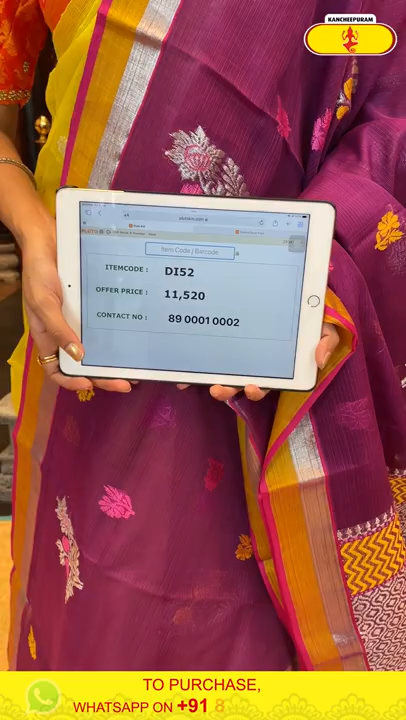 KANCHEEPURAM
Item Code / Barcode
ITEMCODE : DI52
OFFER PRICE : 11,520
CONTACT NO : 89 0001 0002
TO PURCHASE,
WHATSAPP ON +91 8